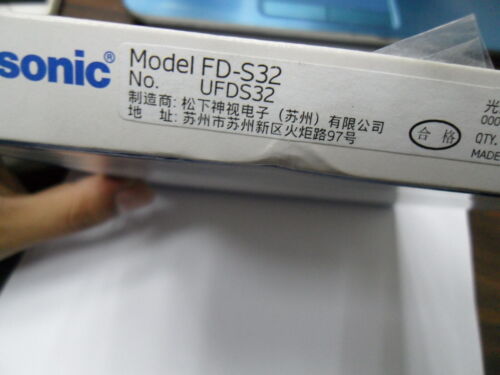 sonic®
Model FD-S32
No. UFDS32
制造商: 松下神视电子（苏州）有限公司
地 址: 苏州市苏州新区火炬路97号
合格
光
000
QTY.
MADE